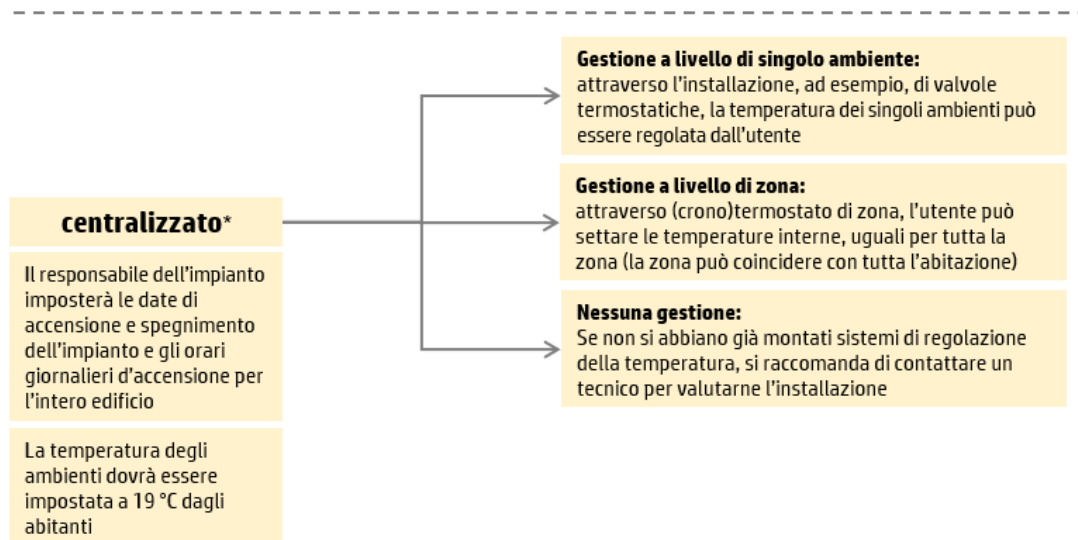 centralizzato*
Il responsabile dell'impianto
imposterà le date di
accensione e spegnimento
dell'impianto e gli orari
giornalieri d'accensione per
l'intero edificio
La temperatura degli
ambienti dovrà essere
impostata a 19 °C dagli
abitanti
Gestione a livello di singolo ambiente:
attraverso l'installazione, ad esempio, di valvole
termostatiche, la temperatura dei singoli ambienti può
essere regolata dall'utente
Gestione a livello di zona:
attraverso (crono)termostato di zona, l'utente può
settare le temperature interne, uguali per tutta la
zona (la zona può coincidere con tutta l'abitazione)
Nessuna gestione:
Se non si abbiano già montati sistemi di regolazione
della temperatura, si raccomanda di contattare un
tecnico per valutarne l'installazione